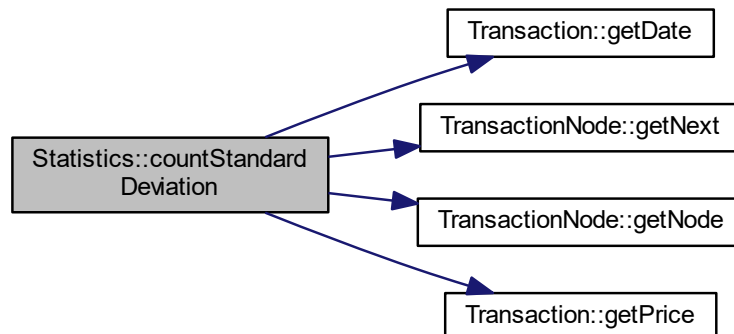 Transaction::getDate
TransactionNode::getNext
Statistics::countStandard
Deviation
TransactionNode::getNode
Transaction::getPrice